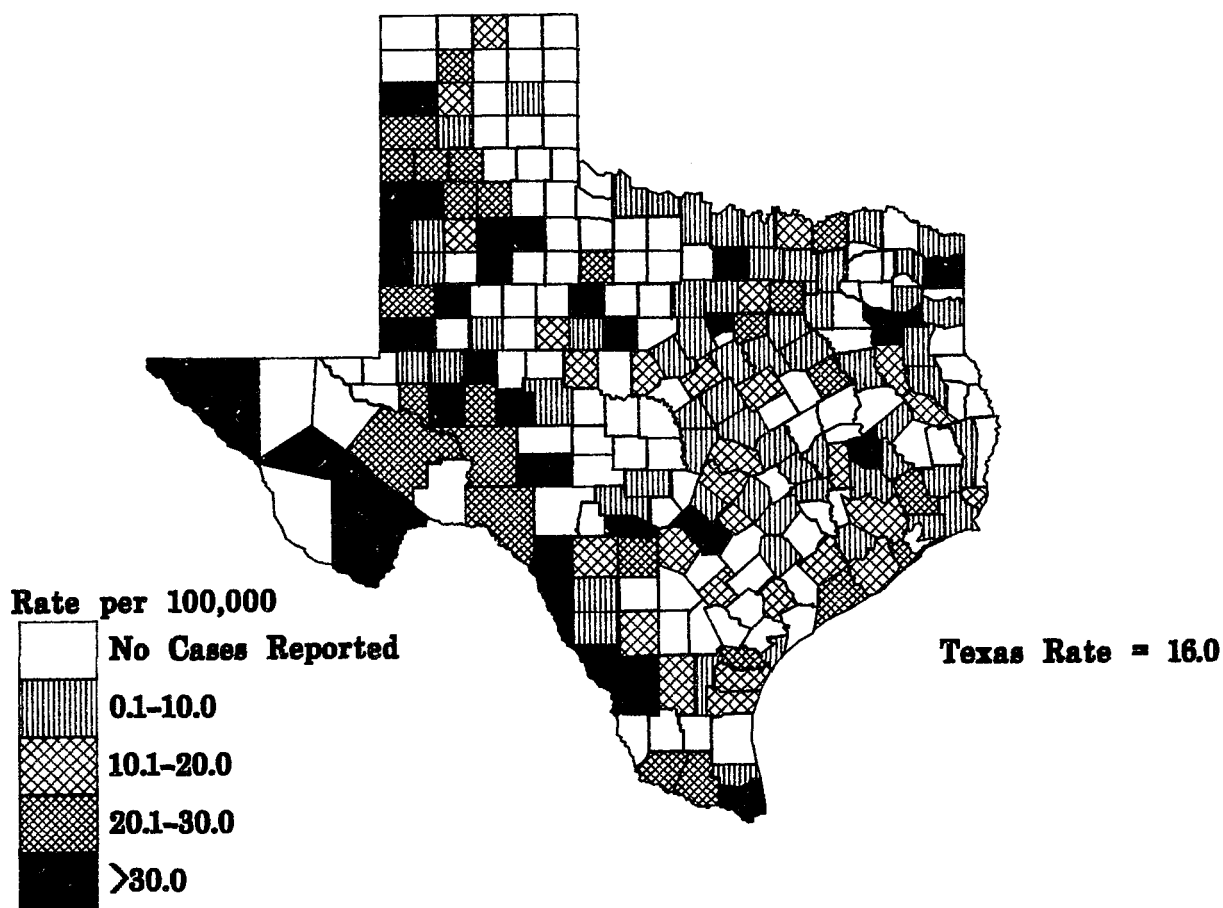 Rate per 100,000
No Cases Reported
0.1-10.0
10.1-20.0
20.1-30.0
>30.0
Texas Rate = 16.0